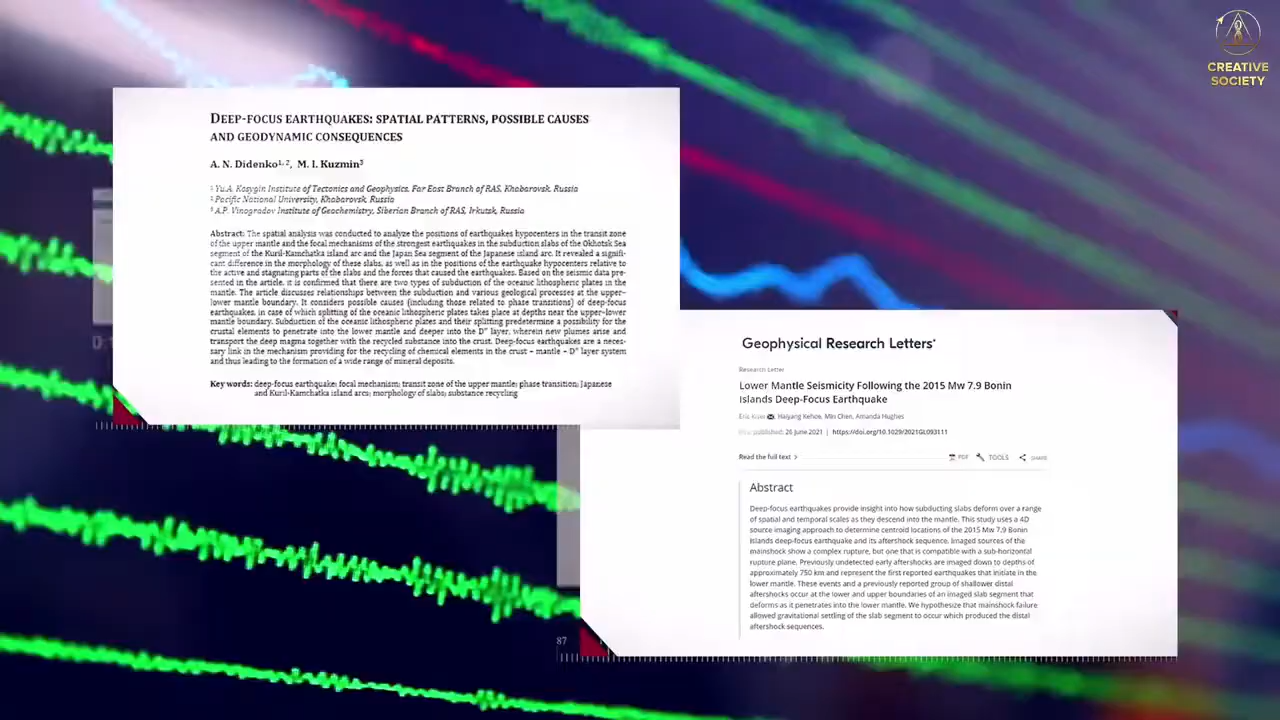 CREATIVE
SOCIETY
DEEP-FOCUS EARTHQUAKES: SPATIAL PATTERNS, POSSIBLE CAUSES
AND GEODYNAMIC CONSEQUENCES
A. N. Didenko1, 2, M. I. Kuzmin3
1 Yu.A. Kosygin Institute of Tectonics and Geophysics, Far East Branch of RAS, Khabarovsk, Russia
2 Pacific National University, Khabarovsk, Russia
3 A.P. Vinogradov Institute of Geochemistry, Siberian Branch of RAS, Irkutsk, Russia
Abstract: The spatial analysis was conducted to analyze the positions of earthquakes hypocenters in the transit zone
of the upper mantle and the focal mechanisms of the strongest earthquakes in the subduction slabs of the Okhotsk Sea
segment of the Kuril-Kamchatka island arc and the Japan Sea segment of the Japanese island arc. It revealed a signifi-
cant difference in the morphology of these slabs, as well as in the positions of the earthquake hypocenters relative to
the active and stagnating parts of the slabs and the forces that caused the earthquakes. Based on the seismic data pre-
sented in the article, it is confirmed that there are two types of subduction of the oceanic lithospheric plates in the
mantle. The article discusses relationships between the subduction and various geological processes at the upper–
lower mantle boundary. It considers possible causes (including those related to phase transitions) of deep-focus
earthquakes, in case of which splitting of the oceanic lithospheric plates takes place at depths near the upper–lower
mantle boundary. Subduction of the oceanic lithospheric plates and their splitting predetermine a possibility for the
crustal elements to penetrate into the lower mantle and deeper into the D″ layer, wherein new plumes arise and
transport the deep magma together with the recycled substance into the crust. Deep-focus earthquakes are a neces-
sary link in the mechanism providing for the recycling of chemical elements in the crust – mantle – D″ layer system
and thus leading to the formation of a wide range of mineral deposits.
Key words: deep-focus earthquake; focal mechanism; transit zone of the upper mantle; phase transition; Japanese
and Kuril-Kamchatka island arcs; morphology of slabs; substance recycling
Geophysical Research Letters*
Research Letter
Lower Mantle Seismicity Following the 2015 Mw 7.9 Bonin
Islands Deep-Focus Earthquake
Eric Kiser, Haiyang Kehoe, Min Chen, Amanda Hughes
published: 26 June 2021 | https://doi.org/10.1029/2021GL093111
Read the full text >
PDF TOOLS SHARE
Abstract
Deep-focus earthquakes provide insight into how subducting slabs deform over a range
of spatial and temporal scales as they descend into the mantle. This study uses a 4D
source imaging approach to determine centroid locations of the 2015 Mw 7.9 Bonin
Islands deep-focus earthquake and its aftershock sequence. Imaged sources of the
mainshock show a complex rupture, but one that is compatible with a sub-horizontal
rupture plane. Previously undetected early aftershocks are imaged down to depths of
approximately 750 km and represent the first reported earthquakes that initiate in the
lower mantle. These events and a previously reported group of shallower distal
aftershocks occur at the lower and upper boundaries of an imaged slab segment that
deforms as it penetrates into the lower mantle. We hypothesize that mainshock failure
allowed gravitational settling of the slab segment to occur which produced the distal
aftershock sequences.
87